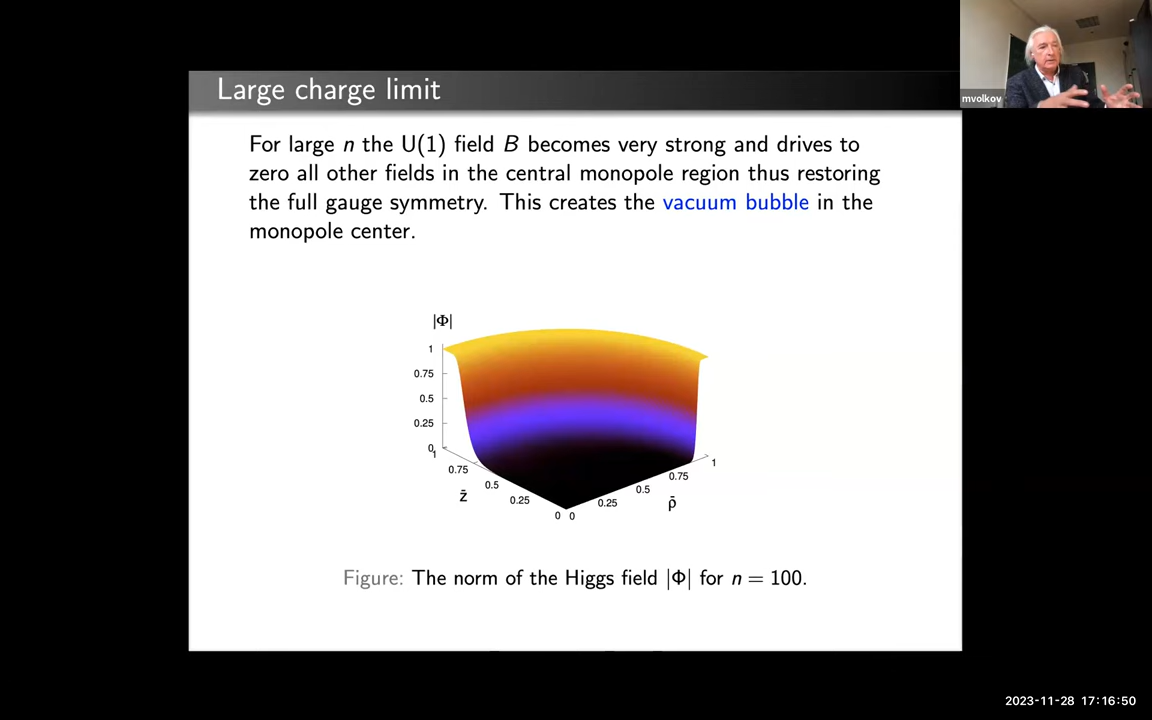 Large charge limit
mvolkov
For large n the U(1) field B becomes very strong and drives to
zero all other fields in the central monopole region thus restoring
the full gauge symmetry. This creates the vacuum bubble in the
monopole center.
|Φ|
1
0.75
0.5
0.25
0
1
0.75
0.5
0.25
0
z̄
0
0.25
0.5
0.75
1
ρ̄
Figure: The norm of the Higgs field |Φ| for n = 100.
2023-11-28 17:16:50